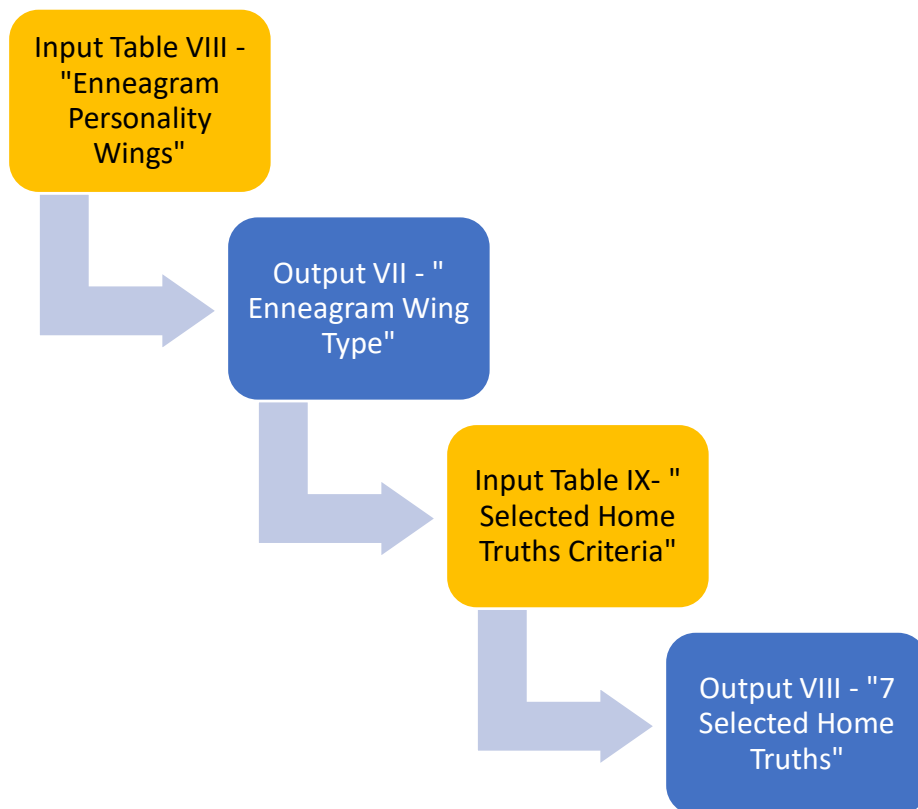 Input Table VIII -
"Enneagram
Personality
Wings"
Output VII - "
Enneagram Wing
Type"
Input Table IX- "
Selected Home
Truths Criteria"
Output VIII - "7
Selected Home
Truths"